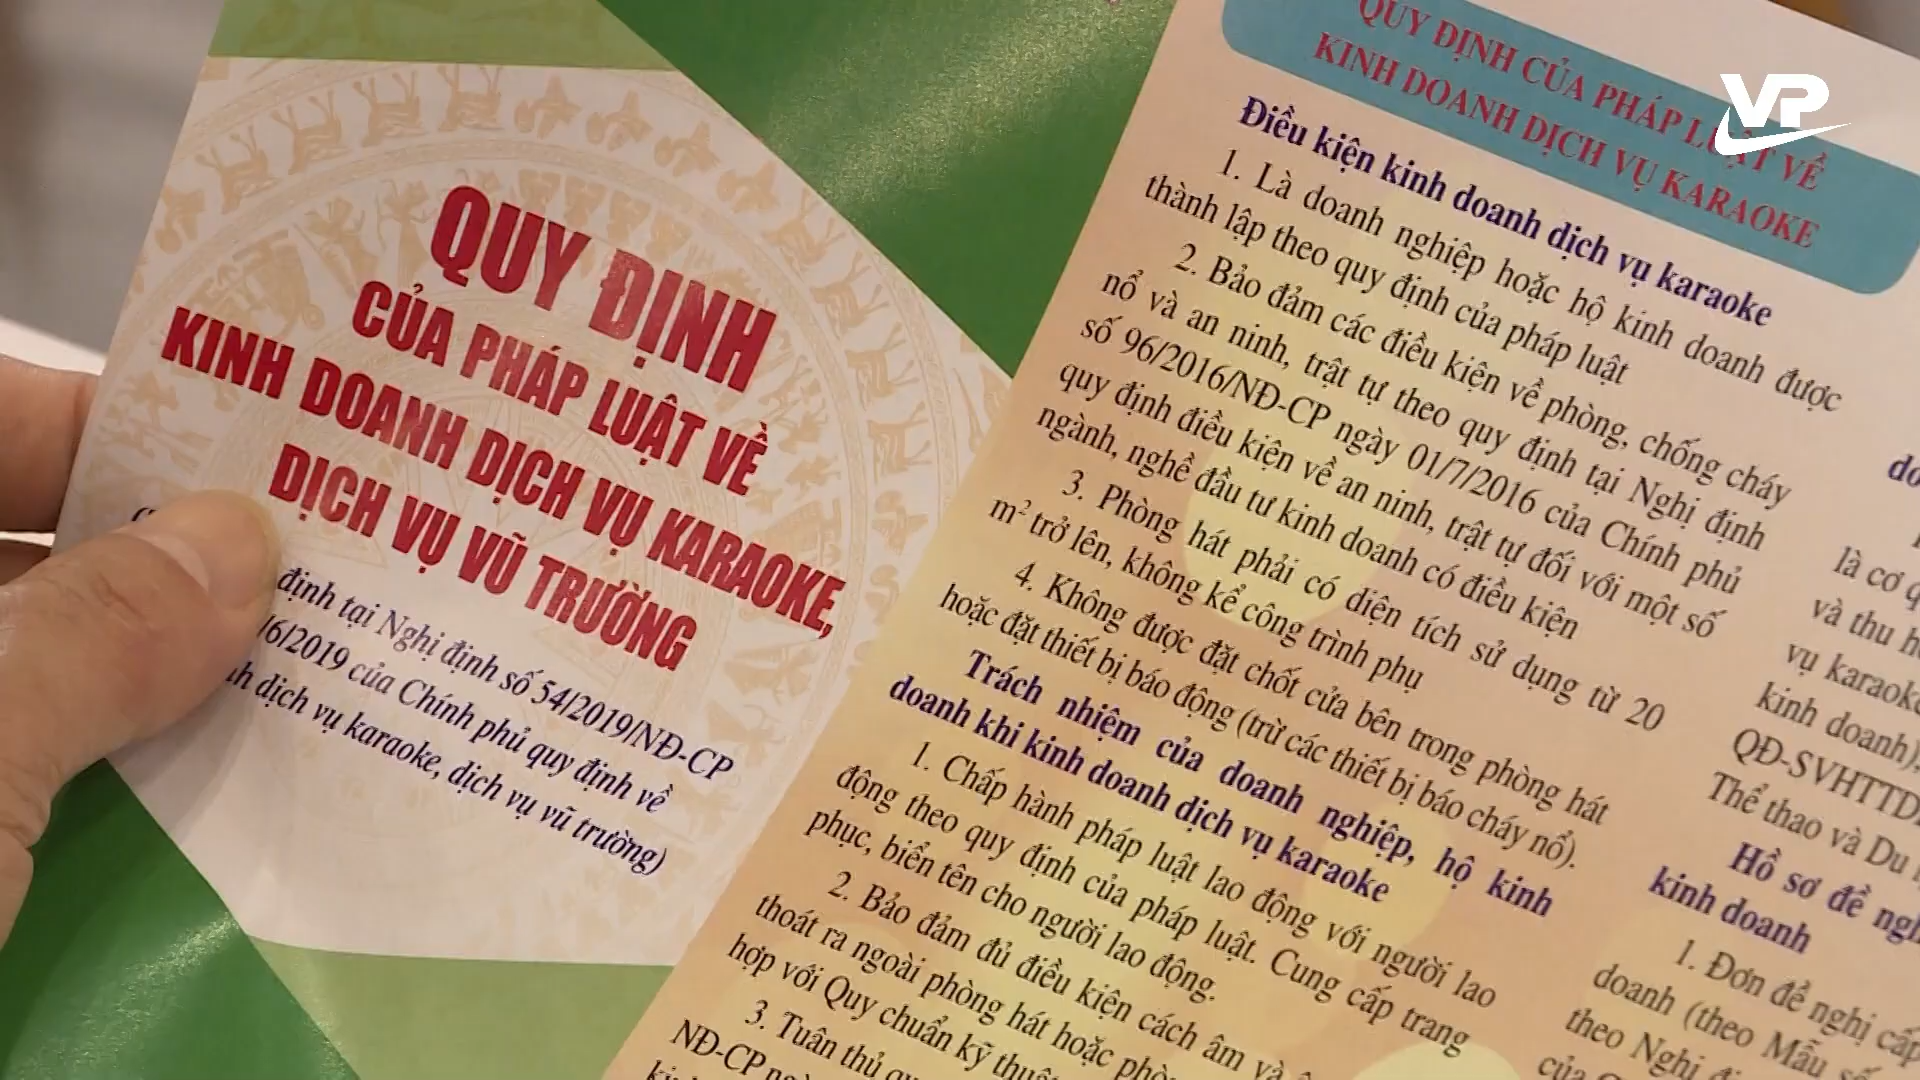 QUY ĐỊNH
CỦA PHÁP LUẬT VỀ
KINH DOANH DỊCH VỤ KARAOKE,
DỊCH VỤ VŨ TRƯỜNG
định tại Nghị định số 54/2019/NĐ-CP
/6/2019 của Chính phủ quy định về
dịch vụ karaoke, dịch vụ vũ trường)
QUY ĐỊNH CỦA PHÁP LUẬT VỀ
KINH DOANH DỊCH VỤ KARAOKE
Điều kiện kinh doanh dịch vụ karaoke
1. Là doanh nghiệp hoặc hộ kinh doanh được
thành lập theo quy định của pháp luật
2. Bảo đảm các điều kiện về phòng, chống cháy
nổ và an ninh, trật tự theo quy định tại Nghị định
số 96/2016/NĐ-CP ngày 01/7/2016 của Chính phủ
quy định điều kiện về an ninh, trật tự đối với một số
ngành, nghề đầu tư kinh doanh có điều kiện
3. Phòng hát phải có diện tích sử dụng từ 20
m² trở lên, không kể công trình phụ
4. Không được đặt chốt cửa bên trong phòng hát
hoặc đặt thiết bị báo động (trừ các thiết bị báo cháy nổ).
Trách nhiệm của doanh nghiệp, hộ kinh
doanh khi kinh doanh dịch vụ karaoke
1. Chấp hành pháp luật lao động với người lao
động theo quy định của pháp luật. Cung cấp trang
phục, biển tên cho người lao động.
2. Bảo đảm đủ điều kiện cách âm và
thoát ra ngoài phòng hát hoặc
hợp với Quy chuẩn kỹ
3. Tuân thủ
NĐ-CP
là cơ
và thu
vụ karaoke
kinh doanh)
QĐ-SVHTTDL
Thể thao và Du
Hồ sơ đề
kinh doanh
1. Đơn đề nghị cấp
doanh (theo Mẫu số
theo Nghị
của
VP